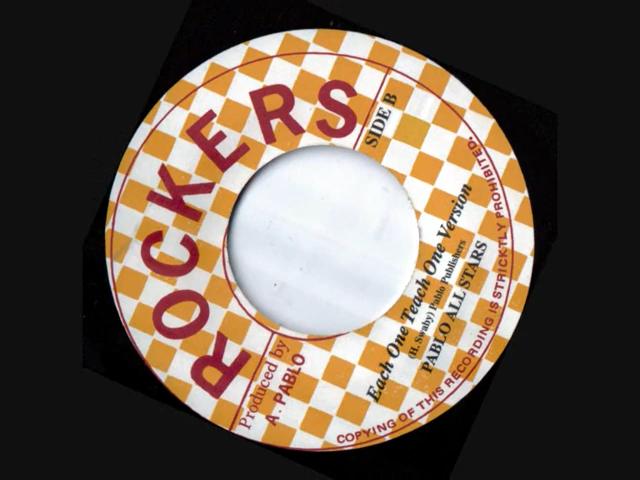 ROCKERS
SIDE B
Each One Teach One Version
(H. Swaby) Pablo Publishers
PABLO ALL STARS
Produced by
A. PABLO
COPYING OF THIS RECORDING IS STRICKTLY PROHIBITED.